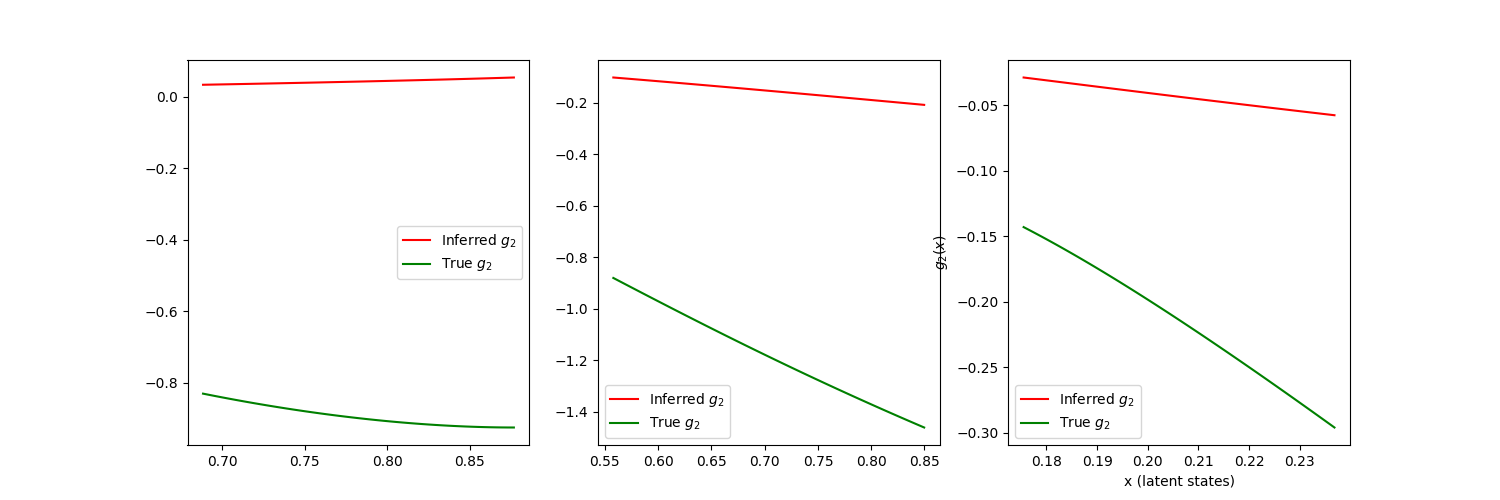 0.0
−0.2
−0.4
−0.6
−0.8
0.70 0.75 0.80 0.85
Inferred g₂
True g₂
−0.2
−0.4
−0.6
−0.8
−1.0
−1.2
−1.4
0.55 0.60 0.65 0.70 0.75 0.80 0.85
Inferred g₂
True g₂
g₂(x)
−0.05
−0.10
−0.15
−0.20
−0.25
−0.30
0.18 0.19 0.20 0.21 0.22 0.23
x (latent states)
Inferred g₂
True g₂